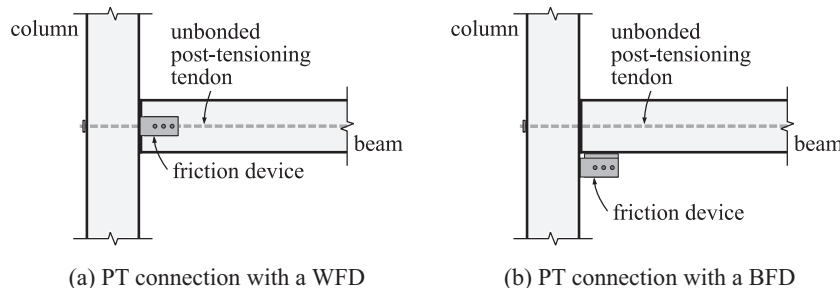 column
unbonded
post-tensioning
tendon
beam
friction device
(a) PT connection with a WFD
column
unbonded
post-tensioning
tendon
beam
friction device
(b) PT connection with a BFD